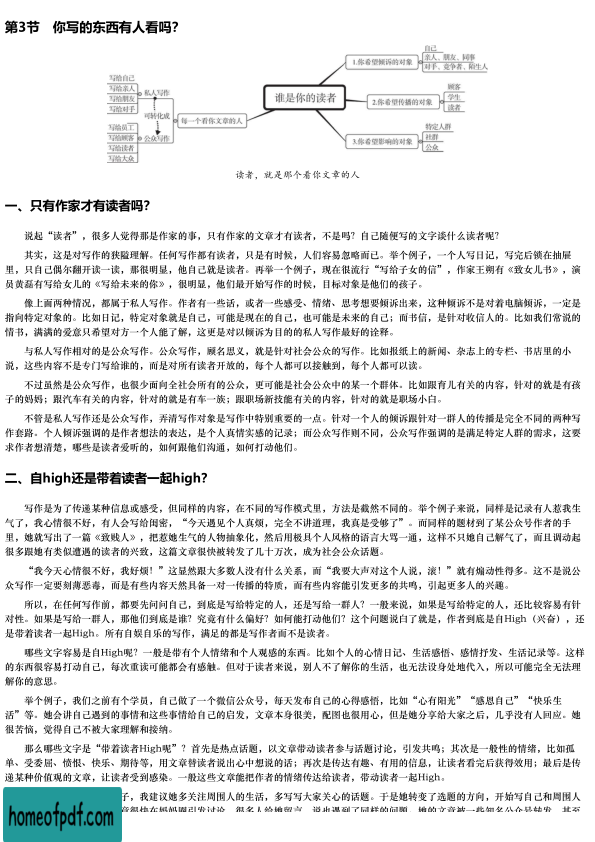 第3节　你写的东西有人看吗？
自己
1.你希望倾诉的对象
亲人、朋友、同事
对手、竞争者、陌生人
写给自己
写给亲人
私人写作
写给朋友
写给对手
可转化成
每一个看你文章的人
谁是你的读者
2.你希望传播的对象
顾客
学生
读者
写给员工
写给顾客
公众写作
写给读者
写给大众
3.你希望影响的对象
特定人群
社群
公众
读者，就是那个看你文章的人
一、只有作家才有读者吗？
说起“读者”，很多人觉得那是作家的事，只有作家的文章才有读者，不是吗？自己随便写的文字谈什么读者呢？
其实，这是对写作的狭隘理解。任何写作都有读者，只是有时候，人们容易忽略而已。举个例子，一个人写日记，写完后锁在抽屉
里，只自己偶尔翻开读一读，那很明显，他自己就是读者。再举一个例子，现在很流行“写给子女的信”，作家王朔有《致女儿书》，演
员黄磊有写给女儿的《写给未来的你》，很明显，他们最开始写作的时候，目标对象是他们的孩子。
像上面两种情况，都属于私人写作。作者有一些话，或者一些感受、情绪、思考想要倾诉出来，这种倾诉不是对着电脑倾诉，一定是
指向特定对象的。比如日记，特定对象就是自己，可能是现在的自己，也可能是未来的自己；而书信，是针对收信人的。比如我们常说的
情书，满满的爱意只希望对方一个人能了解，这更是对以倾诉为目的的私人写作最好的诠释。
与私人写作相对的是公众写作。公众写作，顾名思义，就是针对社会公众的写作。比如报纸上的新闻、杂志上的专栏、书店里的小
说，这些内容不是专门写给谁的，而是对所有读者开放的，每个人都可以接触到，每个人都可以读。
不过虽然是公众写作，也很少面向全社会所有的公众，更可能是社会公众中的某一个群体。比如跟育儿有关的内容，针对的就是有孩
子的妈妈；跟汽车有关的内容，针对的就是有车一族；跟职场新技能有关的内容，针对的就是职场小白。
不管是私人写作还是公众写作，弄清写作对象是写作中特别重要的一点。针对一个人的倾诉跟针对一群人的传播是完全不同的两种写
作套路。个人倾诉强调的是作者想法的表达，是个人真情实感的记录；而公众写作则不同，公众写作强调的是满足特定人群的需求，这要
求作者想清楚，哪些是读者爱听的，如何跟他们沟通，如何打动他们。
二、自high还是带着读者一起high？
写作是为了传递某种信息或感受，但同样的内容，在不同的写作模式里，方法是截然不同的。举个例子来说，同样是记录有人惹我生
气了，我心情很不好，有人会写给闺密，“今天遇见个人真烦，完全不讲道理，我真是受够了”。而同样的题材到了某公众号作者的手
里，她就写出了一篇《致贱人》，把惹她生气的人物抽象化，然后用极具个人风格的语言大骂一通，这样不只她自己解气了，而且调动起
很多跟她有类似遭遇的读者的兴致，这篇文章很快被转发了几十万次，成为社会公众话题。
“我今天心情很不好，我好烦！”这显然跟大多数人没有什么关系，而“我要大声对这个人说，滚！”就有煽动性得多。这不是说公
众写作一定要刻薄恶毒，而是有些内容天然具备一对一传播的特质，而有些内容能引发更多的共鸣，引起更多人的兴趣。
所以，在任何写作前，都要先问问自己，到底是写给特定的人，还是写给一群人？一般来说，如果是写给特定的人，还比较容易有针
对性。如果是写给一群人，那他们到底是谁？究竟有什么偏好？如何能打动他们？这个问题说白了就是，作者到底是自High（兴奋），还
是带着读者一起High。所有自娱自乐的写作，满足的都是写作者而不是读者。
哪些文字容易是自High呢？一般是带有个人情绪和个人观感的东西。比如个人的心情日记、生活感悟、感情抒发、生活记录等。这样
的东西很容易打动自己，每次重读可能都会有感触。但对于读者来说，别人不了解你的生活，也无法设身处地代入，所以可能完全无法理
解你的意思。
举个例子，我们之前有个学员，自己做了一个微信公众号，每天发布自己的心得感悟，比如“心有阳光”“感恩自己”“快乐生
活”等。她会讲自己遇到的事情和这些事情给自己的启发，文章本身很美，配图也很用心，但是她分享给大家之后，几乎没有人回应。她
很苦恼，觉得自己不被大家理解和接纳。
那么哪些文字是“带着读者High呢”？首先是热点话题，以文章带动读者参与话题讨论，引发共鸣；其次是一般性的情绪，比如孤
单、受委屈、愤恨、快乐、期待等，用文章替读者说出心中想说的话；再次是传达有趣、有用的信息，让读者看完后获得效用；最后是传
递某种价值观的文章，让读者受到感染。一般这些文章能把作者的情绪传达给读者，带动读者一起High。
子，我建议她多关注周围人的生活，多写写大家关心的话题。于是她转变了选题的方向，开始写自己和周围人
homeofpdf.com